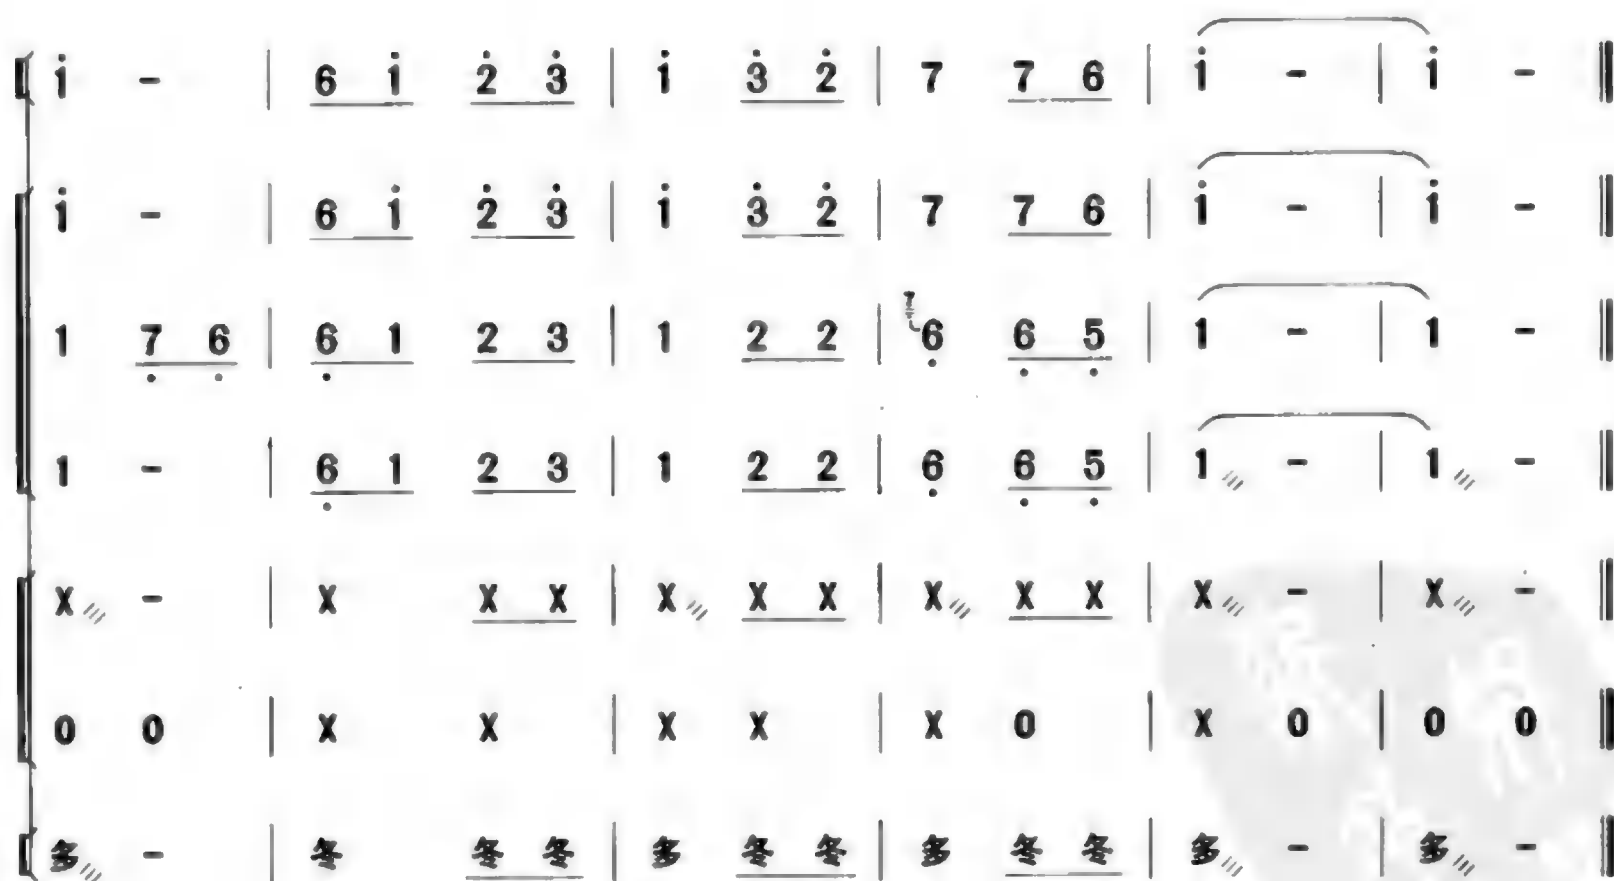 i̇ - | 6 i̇ 2̇ 3̇ | i̇ 3̇ 2̇ | 7 7 6 | i̇ - | i̇ - ‖
i̇ - | 6 i̇ 2̇ 3̇ | i̇ 3̇ 2̇ | 7 7 6 | i̇ - | i̇ - ‖
1 7̣ 6̣ | 6̣ 1 2 3 | 1 2 2 | 6̣ 6̣ 5̣ | 1 - | 1 - ‖
1 - | 6̣ 1 2 3 | 1 2 2 | 6̣ 6̣ 5̣ | 1 - | 1 - ‖
X - | X X X | X X X | X X X | X - | X - ‖
0 0 | X X | X X | X 0 | X 0 | 0 0 ‖
多 - | 冬 冬 冬 | 多 冬 冬 | 多 冬 冬 | 多 - | 多 - ‖